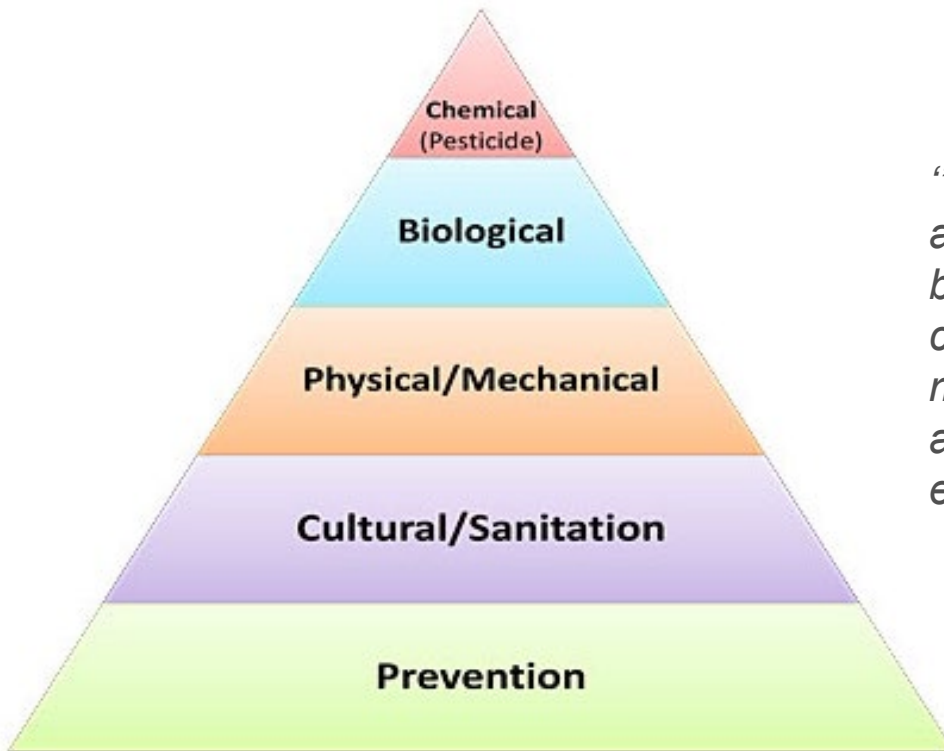 Chemical
(Pesticide)
Biological
Physical/Mechanical
Cultural/Sanitation
Prevention